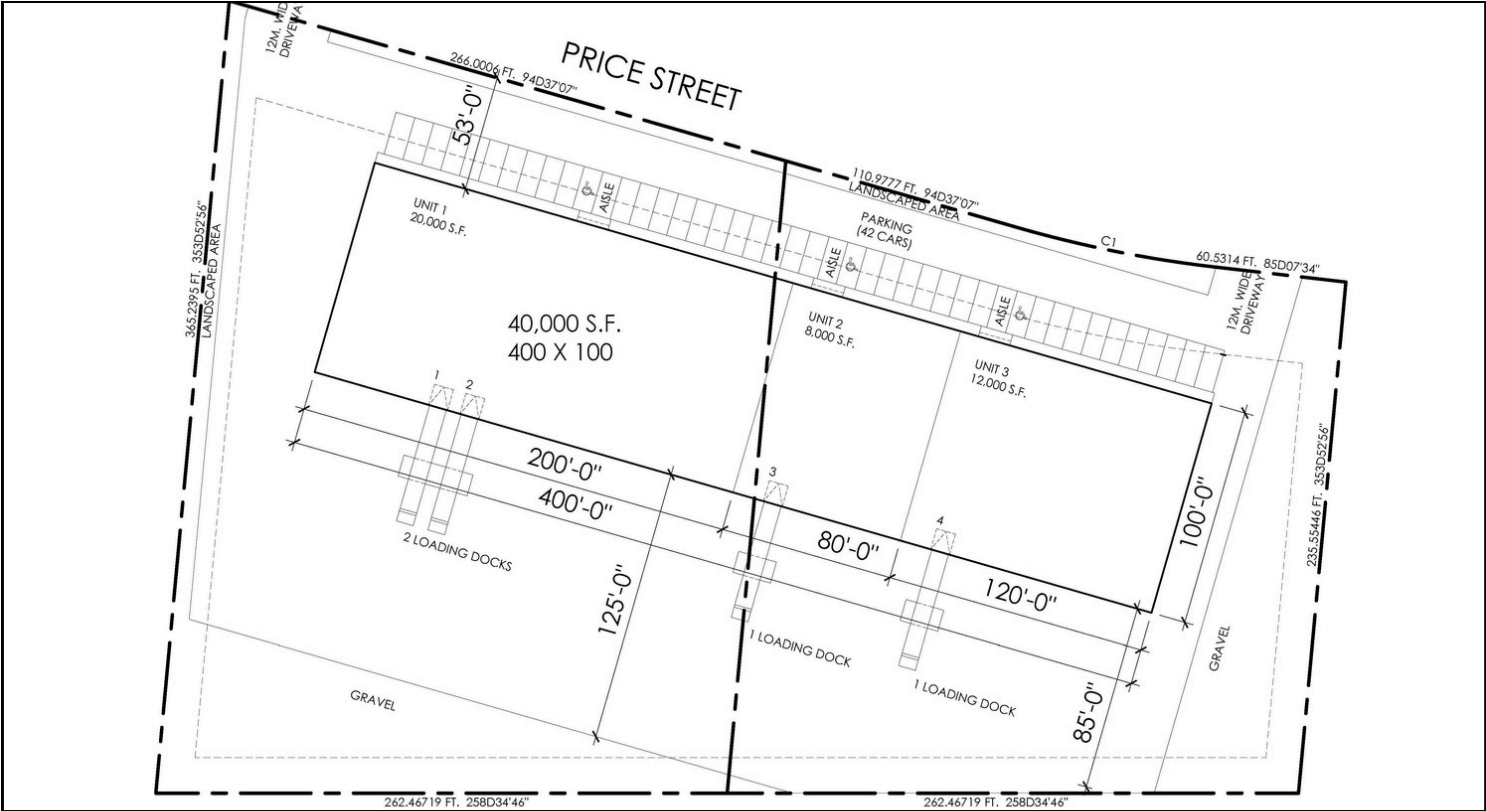 12M. WID
DRIVEWA
PRICE STREET
266.0006 FT.  94D37'07"
53'-0"
110.9777 FT.  94D37'07"
LANDSCAPED AREA
PARKING
(42 CARS)
C1
60.5314 FT.  85D07'34"
12M. WIDE
DRIVEWAY
AISLE
AISLE
AISLE
365.2395 FT.  353D52'56"
LANDSCAPED AREA
UNIT 1
20,000 S.F.
40,000 S.F.
400 X 100
UNIT 2
8,000 S.F.
UNIT 3
12,000 S.F.
1
2
3
4
200'-0"
400'-0"
80'-0"
120'-0"
100'-0"
235.55446 FT.  353D52'56"
2 LOADING DOCKS
125'-0"
1 LOADING DOCK
1 LOADING DOCK
85'-0"
GRAVEL
GRAVEL
262.46719 FT.  258D34'46"
262.46719 FT.  258D34'46"